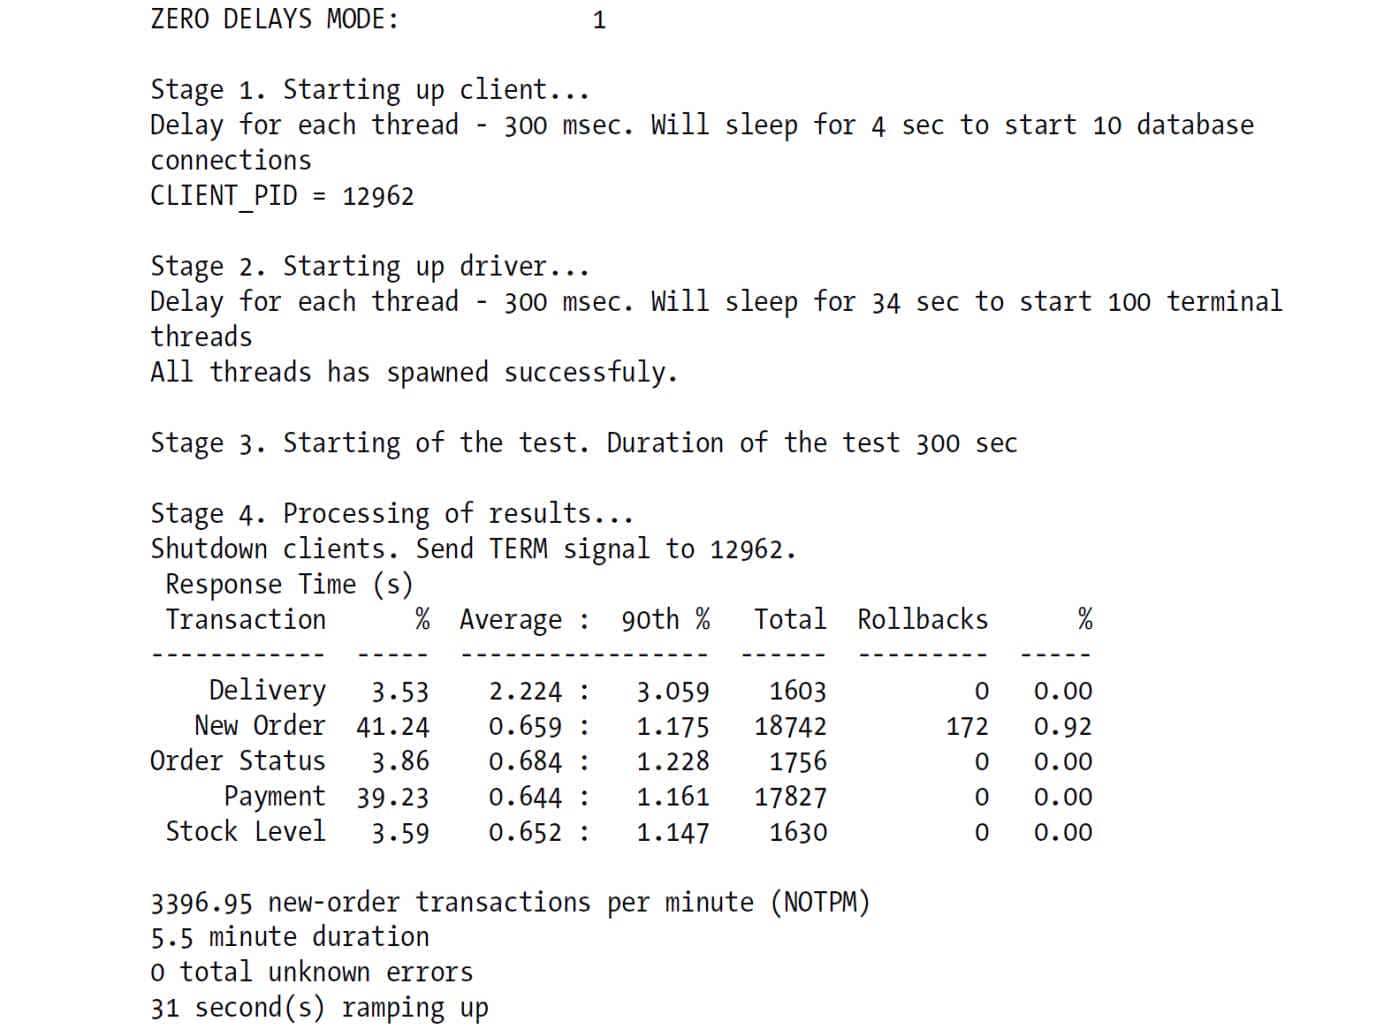 ZERO DELAYS MODE: 1
Stage 1. Starting up client...
Delay for each thread - 300 msec. Will sleep for 4 sec to start 10 database
connections
CLIENT_PID = 12962
Stage 2. Starting up driver...
Delay for each thread - 300 msec. Will sleep for 34 sec to start 100 terminal
threads
All threads has spawned successfuly.
Stage 3. Starting of the test. Duration of the test 300 sec
Stage 4. Processing of results...
Shutdown clients. Send TERM signal to 12962.
Response Time (s)
Transaction % Average : 90th % Total Rollbacks %
------------ ----- ----------------- ------ --------- -----
Delivery 3.53 2.224 : 3.059 1603 0 0.00
New Order 41.24 0.659 : 1.175 18742 172 0.92
Order Status 3.86 0.684 : 1.228 1756 0 0.00
Payment 39.23 0.644 : 1.161 17827 0 0.00
Stock Level 3.59 0.652 : 1.147 1630 0 0.00
3396.95 new-order transactions per minute (NOTPM)
5.5 minute duration
0 total unknown errors
31 second(s) ramping up